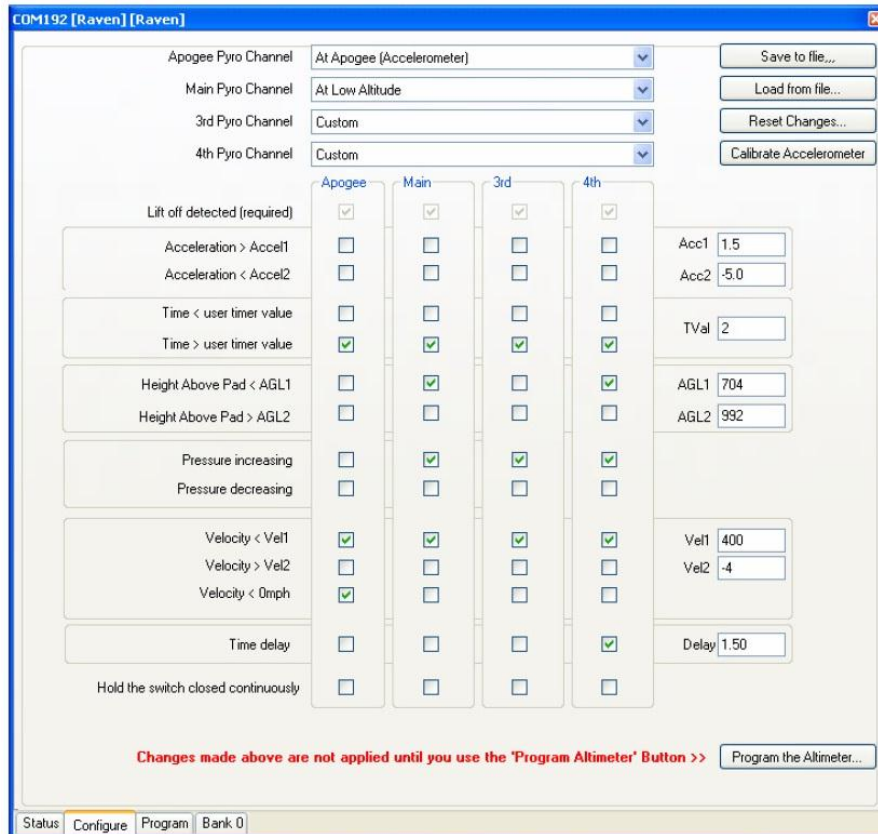 COM192 [Raven] [Raven]
Apogee Pyro Channel At Apogee (Accelerometer) Save to flie,,,
Main Pyro Channel At Low Altitude Load from file...
3rd Pyro Channel Custom Reset Changes...
4th Pyro Channel Custom Calibrate Accelerometer
Apogee Main 3rd 4th
Lift off detected (required)
Acceleration > Accel1 Acc1 1.5
Acceleration < Accel2 Acc2 -5.0
Time < user timer value
TVal 2
Time > user timer value
Height Above Pad < AGL1 AGL1 704
Height Above Pad > AGL2 AGL2 992
Pressure increasing
Pressure decreasing
Velocity < Vel1 Vel1 400
Velocity > Vel2 Vel2 -4
Velocity < 0mph
Time delay Delay 1.50
Hold the switch closed continuously
Changes made above are not applied until you use the 'Program Altimeter' Button >> Program the Altimeter...
Status Configure Program Bank 0